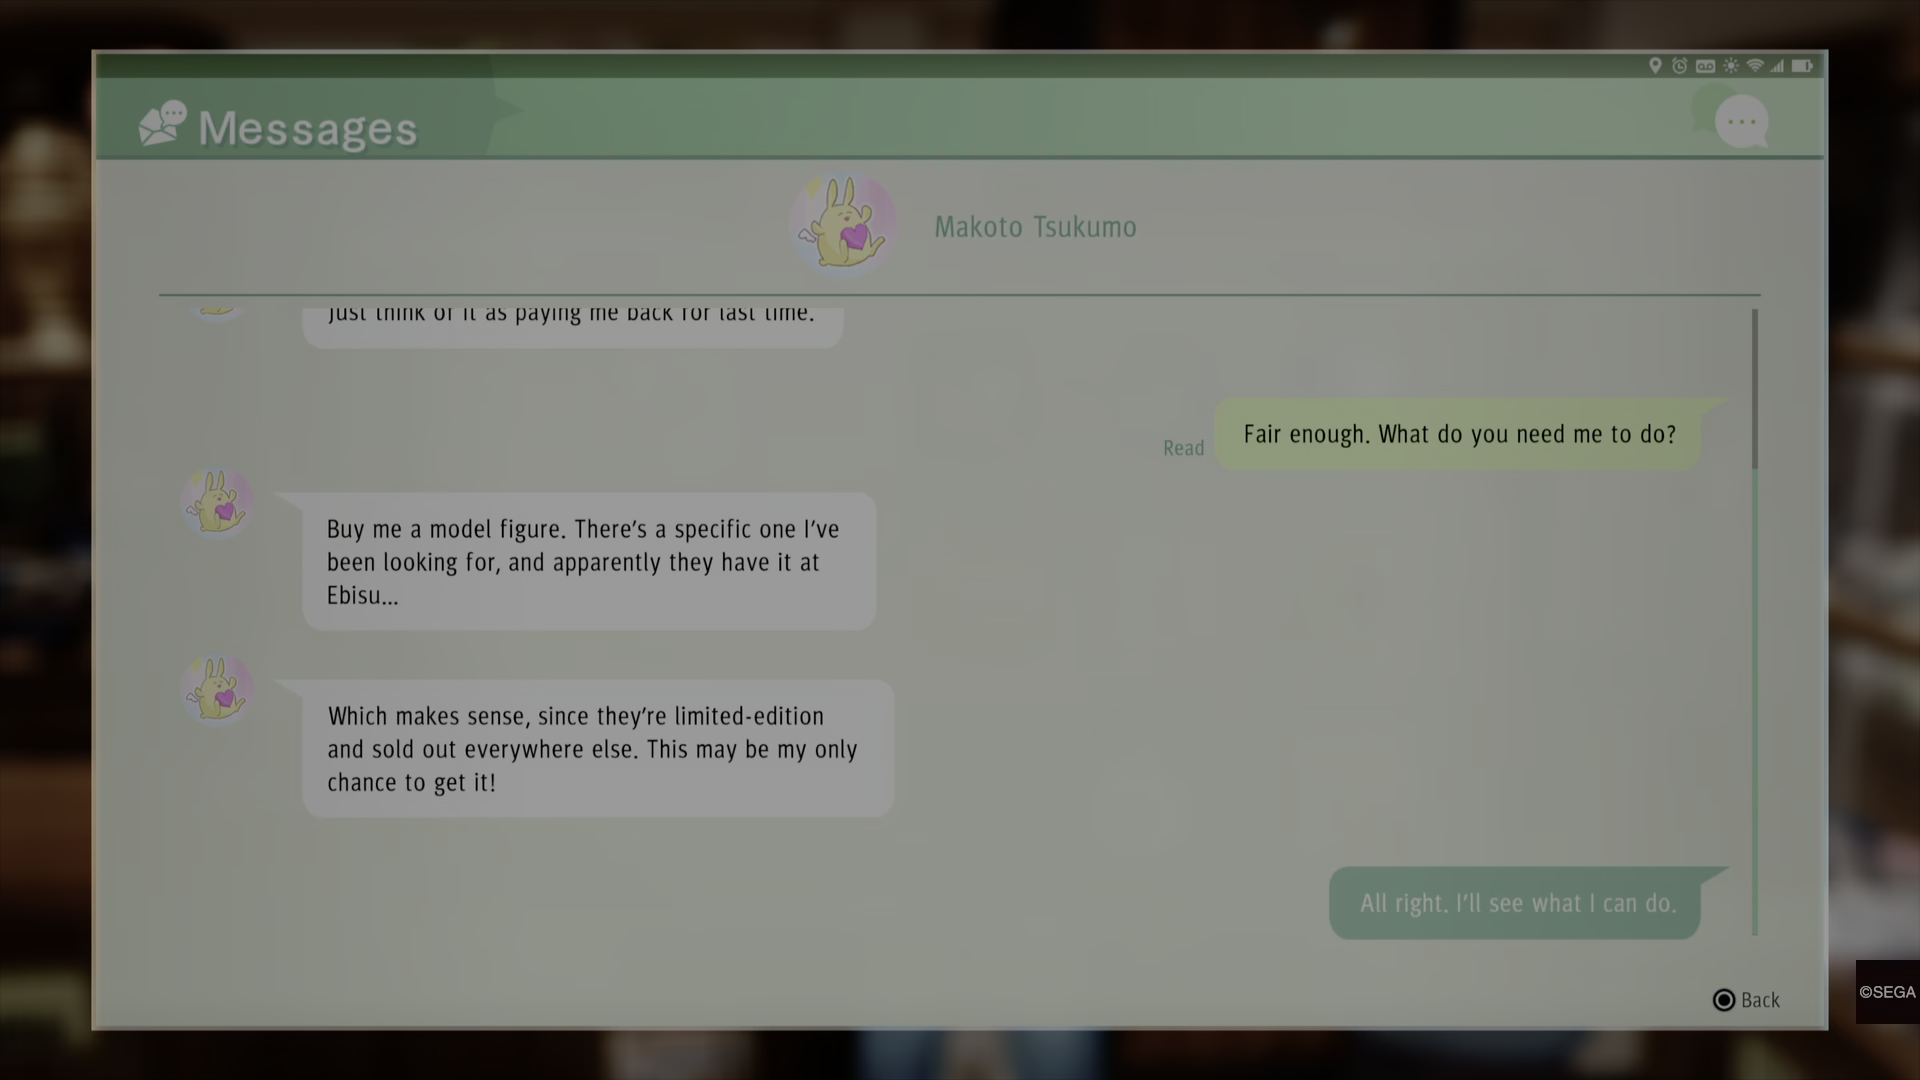 Messages
Makoto Tsukumo
Just think of it as paying me back for last time.
Fair enough. What do you need me to do?
Read
Buy me a model figure. There's a specific one I've
been looking for, and apparently they have it at
Ebisu...
Which makes sense, since they're limited-edition
and sold out everywhere else. This may be my only
chance to get it!
All right. I'll see what I can do.
Back
©SEGA